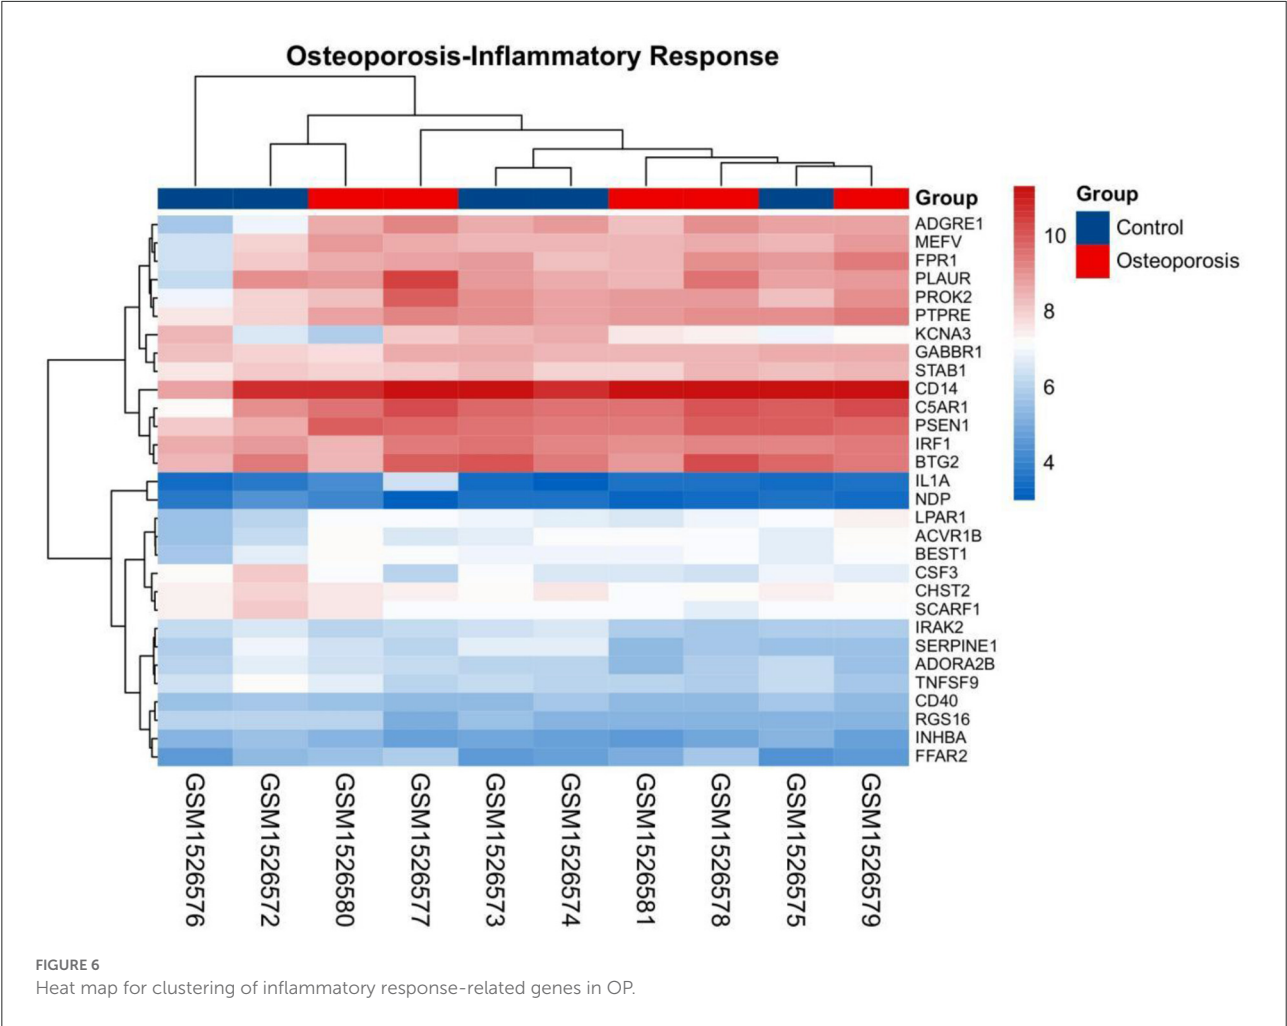 Osteoporosis-Inflammatory Response
Group
ADGRE1
MEFV
FPR1
PLAUR
PROK2
PTPRE
KCNA3
GABBR1
STAB1
CD14
C5AR1
PSEN1
IRF1
BTG2
IL1A
NDP
LPAR1
ACVR1B
BEST1
CSF3
CHST2
SCARF1
IRAK2
SERPINE1
ADORA2B
TNFSF9
CD40
RGS16
INHBA
FFAR2
10
8
6
4
Group
Control
Osteoporosis
GSM1526576
GSM1526572
GSM1526580
GSM1526577
GSM1526573
GSM1526574
GSM1526581
GSM1526578
GSM1526575
GSM1526579
FIGURE 6
Heat map for clustering of inflammatory response-related genes in OP.